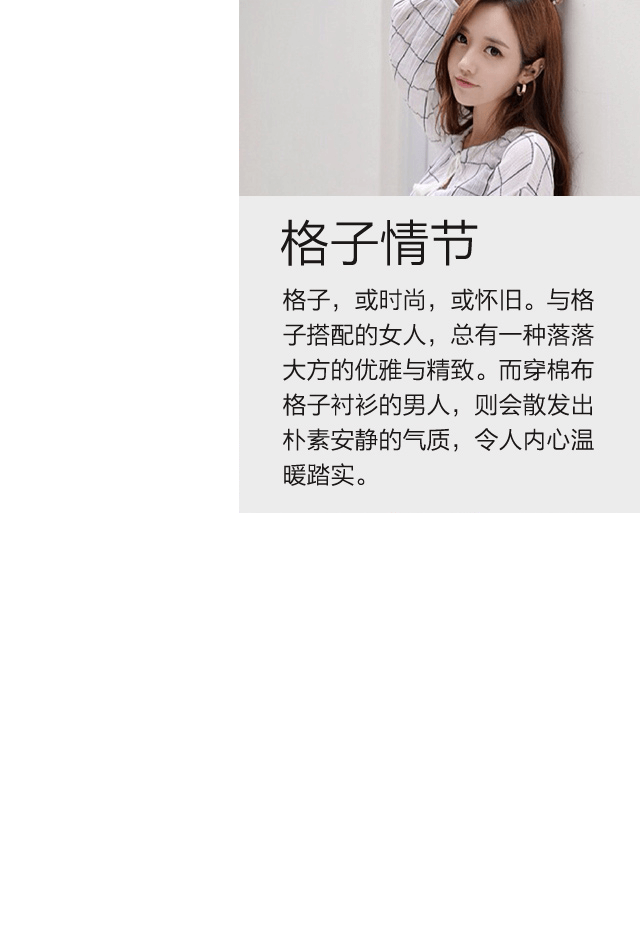 格子情节
格子，或时尚，或怀旧。与格
子搭配的女人，总有一种落落
大方的优雅与精致。而穿棉布
格子衬衫的男人，则会散发出
朴素安静的气质，令人内心温
暖踏实。